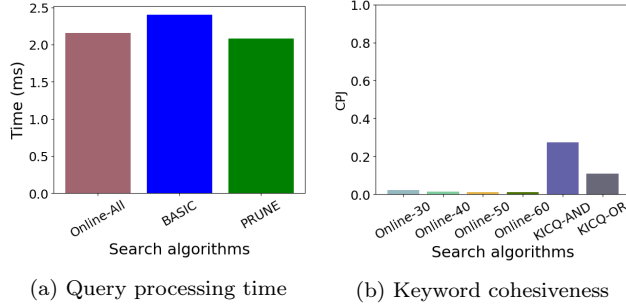 2.5
2.0
1.5
1.0
0.5
0.0
Time (ms)
Online-All
BASIC
PRUNE
Search algorithms
(a) Query processing time
1.0
0.8
0.6
0.4
0.2
0.0
CPJ
Online-30
Online-40
Online-50
Online-60
KICQ-AND
KICQ-OR
Search algorithms
(b) Keyword cohesiveness